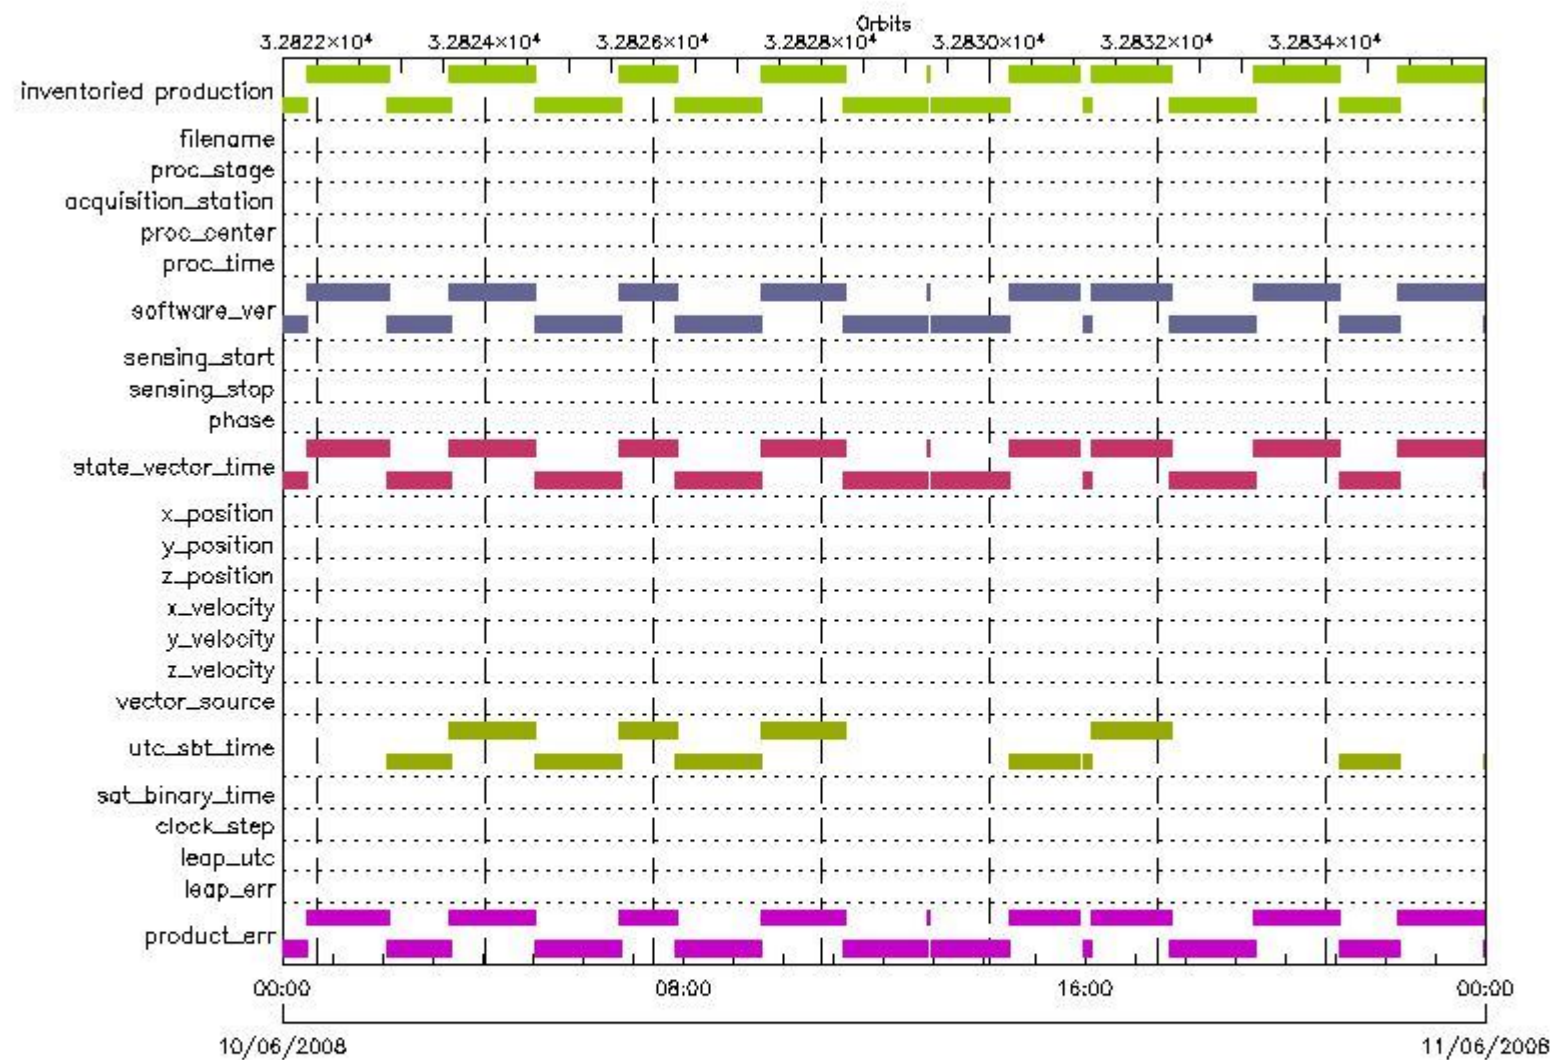 Orbits
3.2822×10⁴ 3.2824×10⁴ 3.2826×10⁴ 3.2828×10⁴ 3.2830×10⁴ 3.2832×10⁴ 3.2834×10⁴
inventoried production
filename
proc_stage
acquisition_station
proc_center
proc_time
software_ver
sensing_start
sensing_stop
phase
state_vector_time
x_position
y_position
z_position
x_velocity
y_velocity
z_velocity
vector_source
utc_sbt_time
sat_binary_time
clock_step
leap_utc
leap_err
product_err
00:00 08:00 16:00 00:00
10/06/2008 11/06/2008